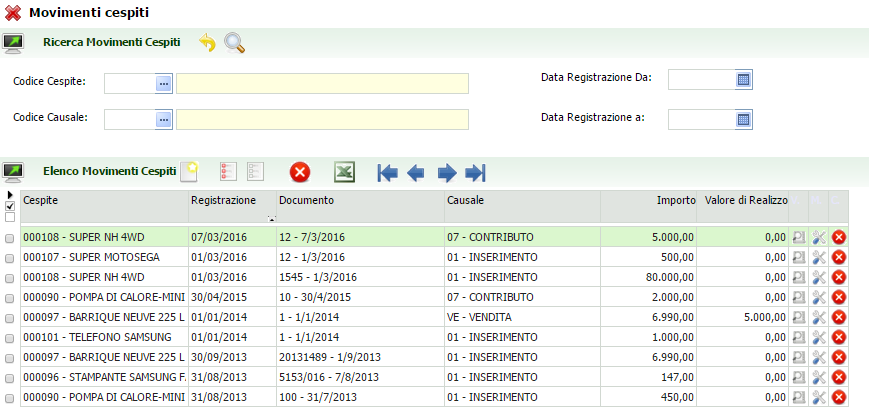 Movimenti cespiti
Ricerca Movimenti Cespiti
Codice Cespite: ... Data Registrazione Da:
Codice Causale: ... Data Registrazione a:
Elenco Movimenti Cespiti
Cespite Registrazione Documento Causale Importo Valore di Realizzo
000108 - SUPER NH 4WD 07/03/2016 12 - 7/3/2016 07 - CONTRIBUTO 5.000,00 0,00
000107 - SUPER MOTOSEGA 01/03/2016 12 - 1/3/2016 01 - INSERIMENTO 500,00 0,00
000108 - SUPER NH 4WD 01/03/2016 1545 - 1/3/2016 01 - INSERIMENTO 80.000,00 0,00
000090 - POMPA DI CALORE-MINI 30/04/2015 10 - 30/4/2015 07 - CONTRIBUTO 2.000,00 0,00
000097 - BARRIQUE NEUVE 225 L 01/01/2014 1 - 1/1/2014 VE - VENDITA 6.990,00 5.000,00
000101 - TELEFONO SAMSUNG 01/01/2014 1 - 1/1/2014 01 - INSERIMENTO 1.000,00 0,00
000097 - BARRIQUE NEUVE 225 L 30/09/2013 20131489 - 1/9/2013 01 - INSERIMENTO 6.990,00 0,00
000096 - STAMPANTE SAMSUNG F. 31/08/2013 5153/016 - 7/8/2013 01 - INSERIMENTO 147,00 0,00
000090 - POMPA DI CALORE-MINI 31/08/2013 100 - 31/7/2013 01 - INSERIMENTO 450,00 0,00